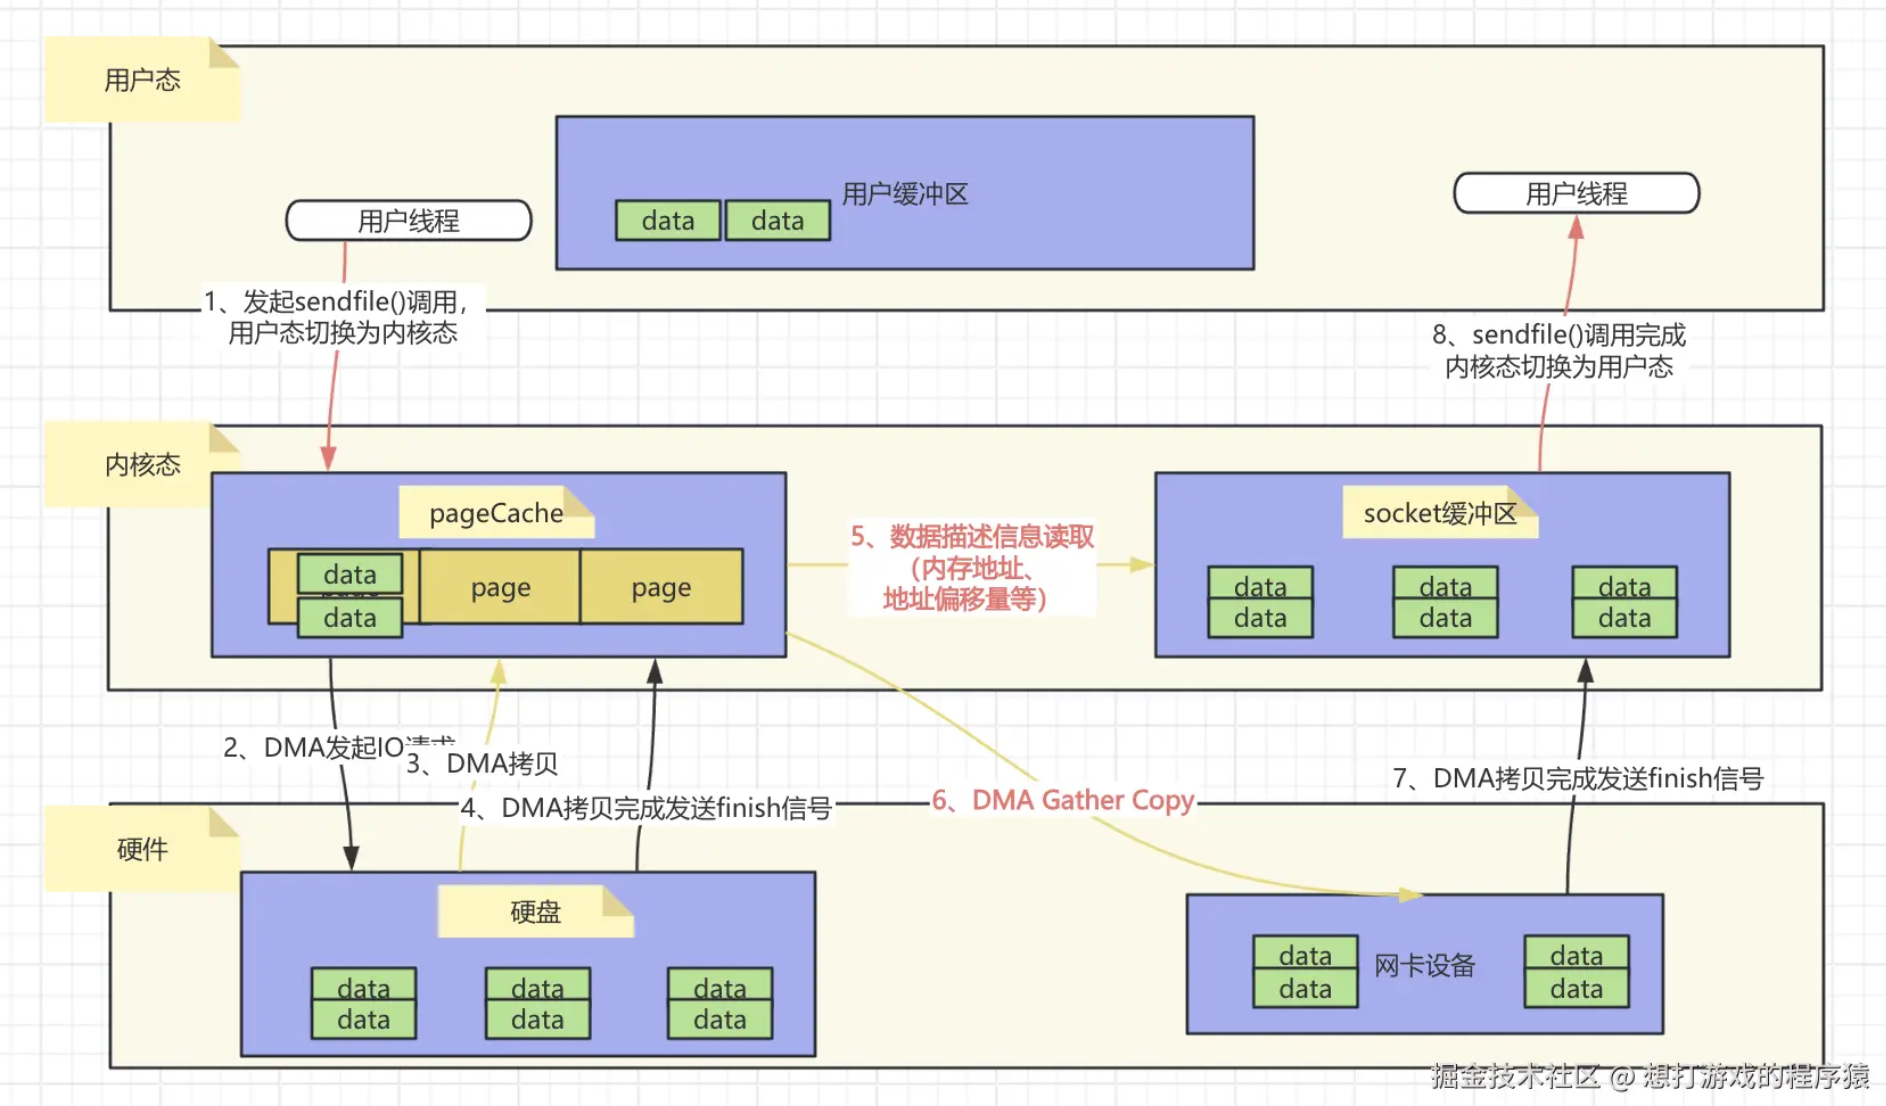 用户态
用户缓冲区
data
data
用户线程
用户线程
1、发起sendfile()调用，
用户态切换为内核态
8、sendfile()调用完成
内核态切换为用户态
内核态
pageCache
data
data
page
page
5、数据描述信息读取
（内存地址、
地址偏移量等）
socket缓冲区
data
data
data
data
data
data
2、DMA发起IO请求
3、DMA拷贝
4、DMA拷贝完成发送finish信号
6、DMA Gather Copy
7、DMA拷贝完成发送finish信号
硬件
硬盘
data
data
data
data
data
data
data
data
网卡设备
data
data
掘金技术社区 @ 想打游戏的程序猿